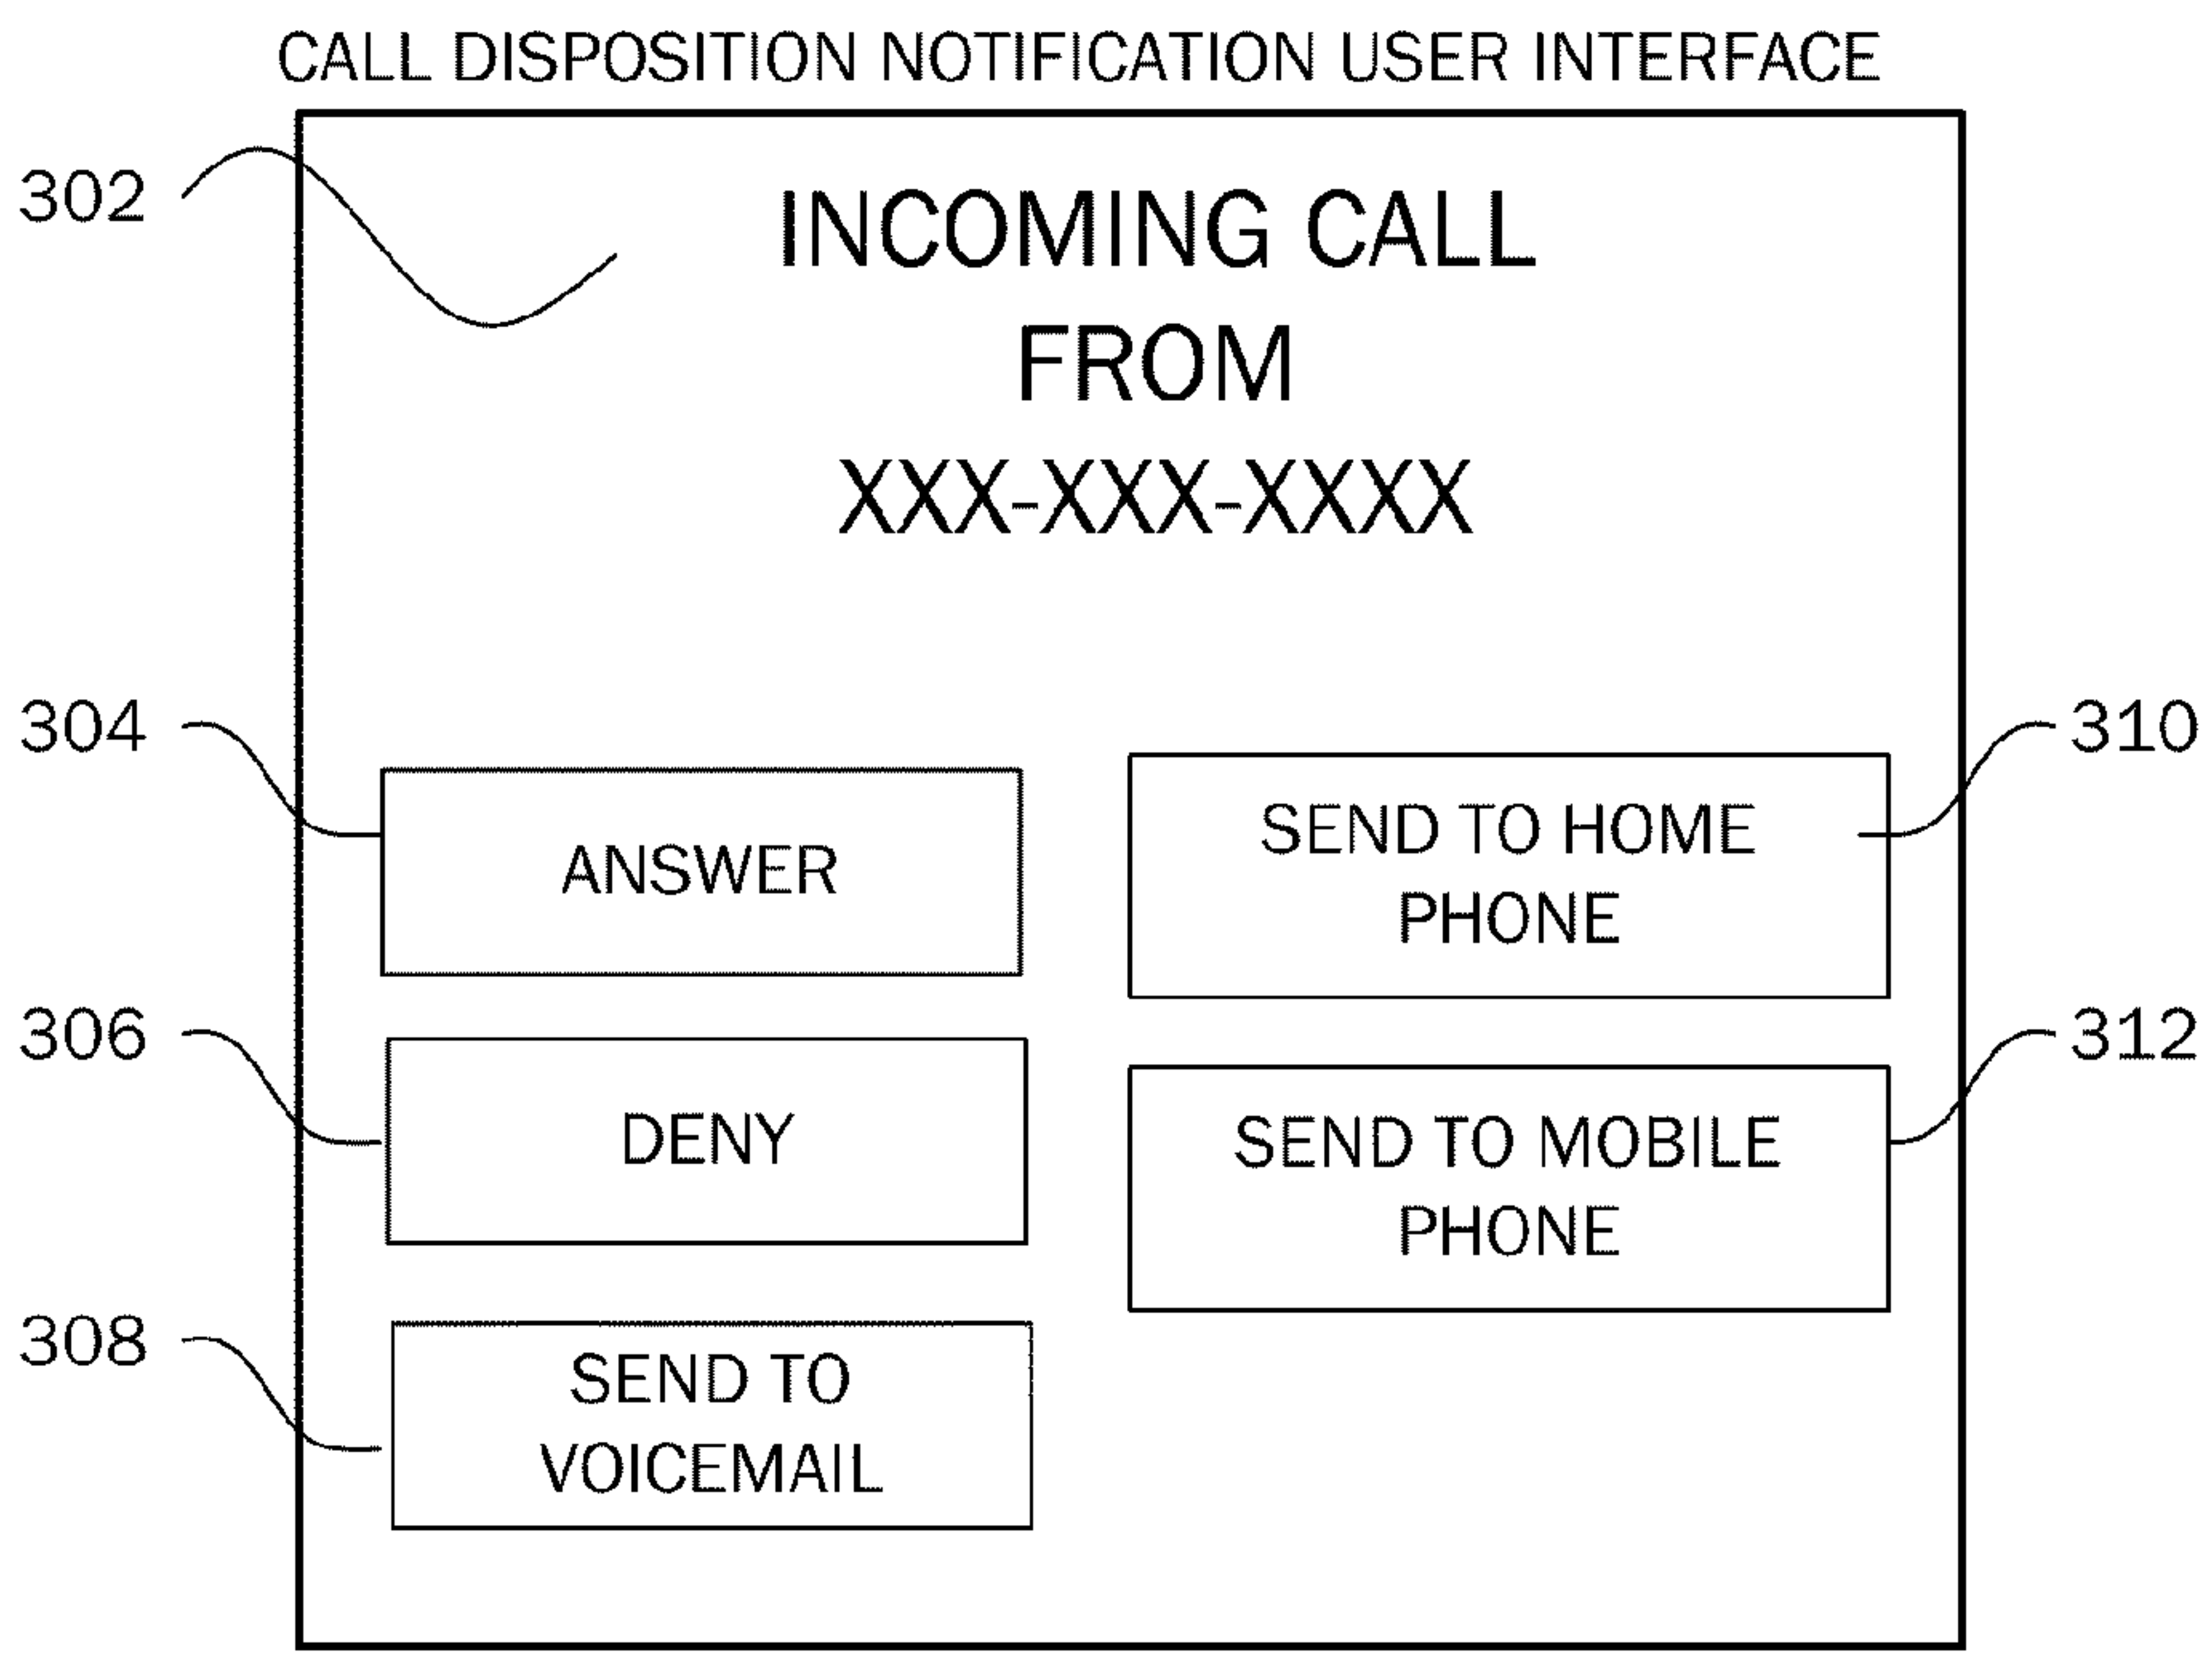 CALL DISPOSITION NOTIFICATION USER INTERFACE
302
INCOMING CALL
FROM
XXX-XXX-XXXX
304
ANSWER
306
DENY
308
SEND TO
VOICEMAIL
310
SEND TO HOME
PHONE
312
SEND TO MOBILE
PHONE